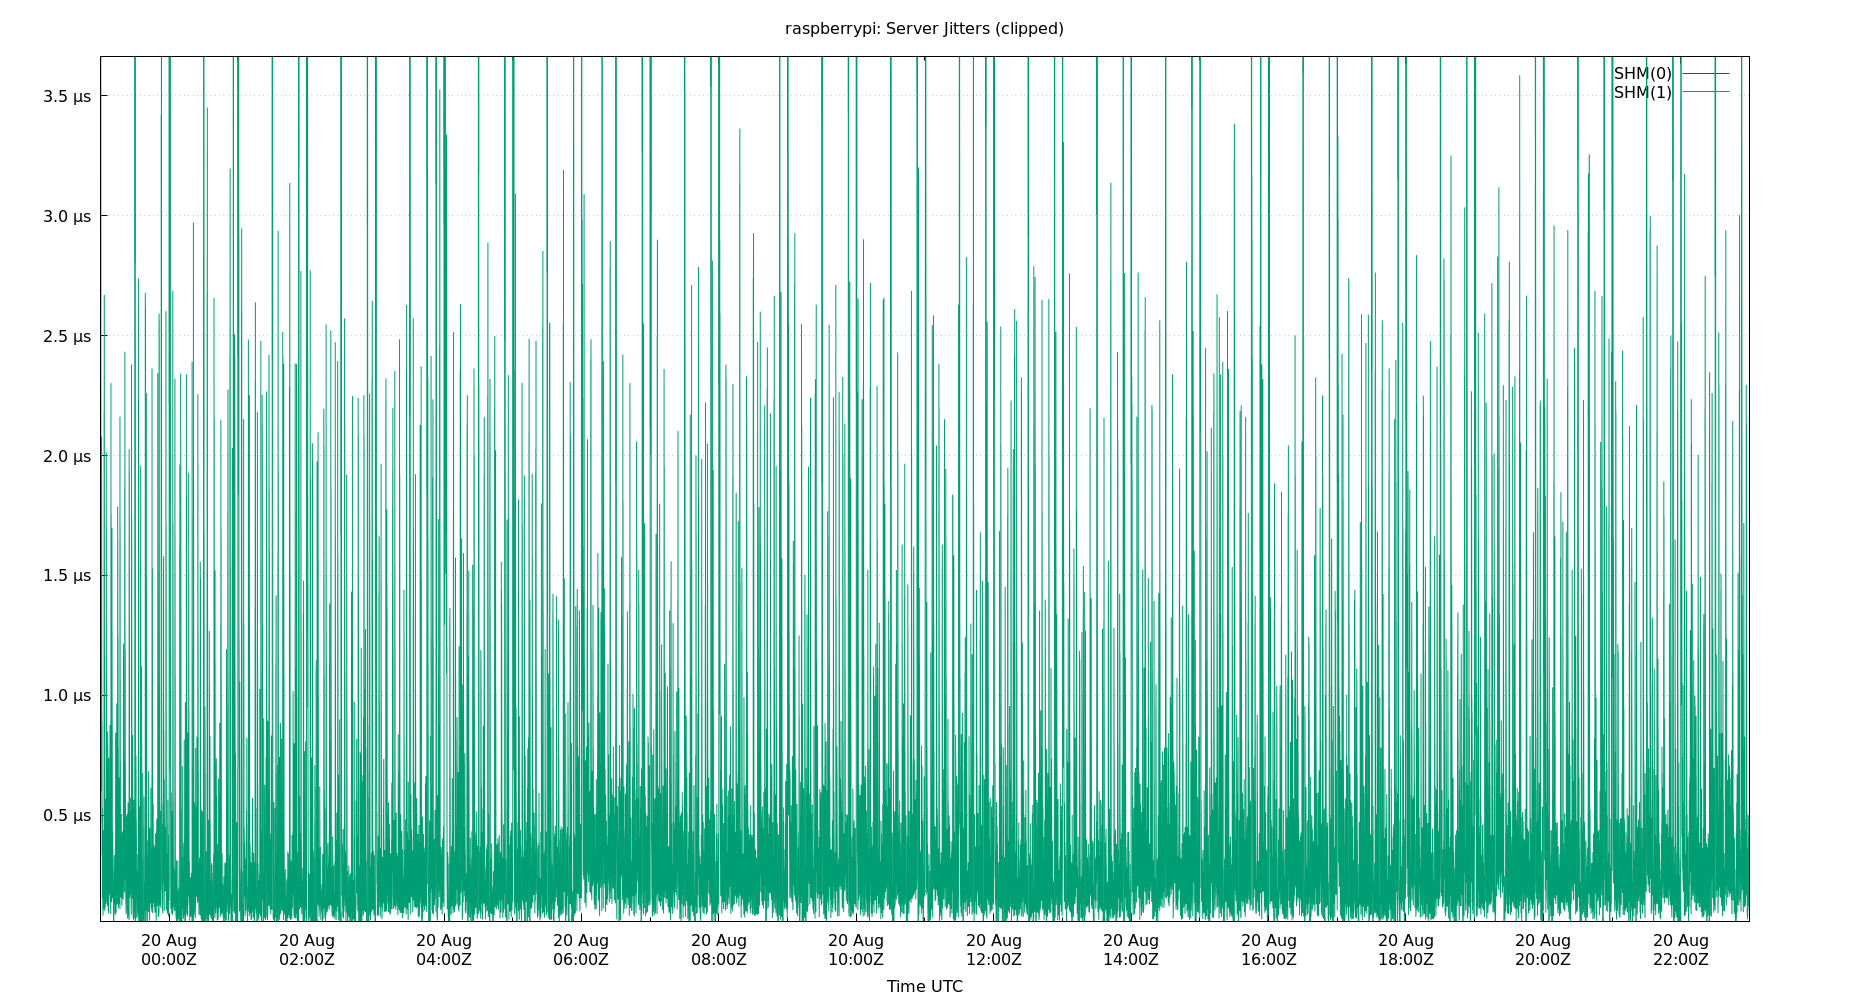 raspberrypi: Server Jitters (clipped)
SHM(0)
SHM(1)
3.5 µs
3.0 µs
2.5 µs
2.0 µs
1.5 µs
1.0 µs
0.5 µs
20 Aug 20 Aug 20 Aug 20 Aug 20 Aug 20 Aug 20 Aug 20 Aug 20 Aug 20 Aug 20 Aug 20 Aug
00:00Z 02:00Z 04:00Z 06:00Z 08:00Z 10:00Z 12:00Z 14:00Z 16:00Z 18:00Z 20:00Z 22:00Z
Time UTC